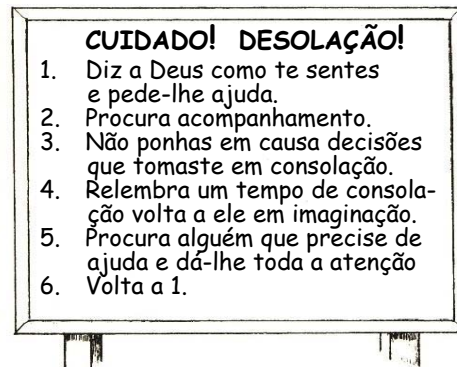 CUIDADO! DESOLAÇÃO!
1. Diz a Deus como te sentes
e pede-lhe ajuda.
2. Procura acompanhamento.
3. Não ponhas em causa decisões
que tomaste em consolação.
4. Relembra um tempo de consola-
ção volta a ele em imaginação.
5. Procura alguém que precise de
ajuda e dá-lhe toda a atenção
6. Volta a 1.